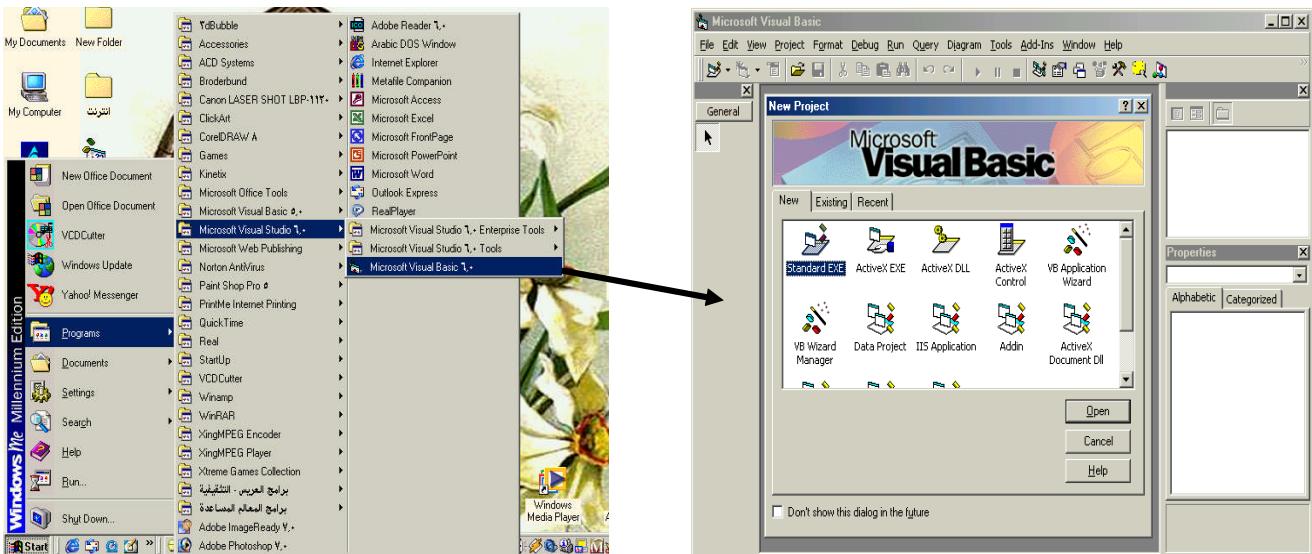 My Documents
New Folder
My Computer
انترنت
New Office Document
Open Office Document
VCDCutter
Windows Update
Yahoo! Messenger
Programs
Documents
Settings
Search
Help
Run...
Shut Down...
Windows Me Millennium Edition
Start
٣dBubble
Accessories
ACD Systems
Broderbund
Canon LASER SHOT LBP-١١٢٠
ClickArt
CorelDRAW ٨
Games
Kinetix
Microsoft Office Tools
Microsoft Visual Basic ٥,٠
Microsoft Visual Studio ٦,٠
Microsoft Web Publishing
Norton AntiVirus
Paint Shop Pro ٥
PrintMe Internet Printing
QuickTime
Real
StartUp
VCDCutter
Winamp
WinRAR
XingMPEG Encoder
XingMPEG Player
Xtreme Games Collection
برامج العريس - التثقيفية
برامج المعالم المساعدة
Adobe ImageReady ٧,٠
Adobe Photoshop ٧,٠
Adobe Reader ٦,٠
Arabic DOS Window
Internet Explorer
Metafile Companion
Microsoft Access
Microsoft Excel
Microsoft FrontPage
Microsoft PowerPoint
Microsoft Word
Outlook Express
RealPlayer
Microsoft Visual Studio ٦,٠ Enterprise Tools
Microsoft Visual Studio ٦,٠ Tools
Microsoft Visual Basic ٦,٠
Windows
Media Player
Microsoft Visual Basic
File Edit View Project Format Debug Run Query Diagram Tools Add-Ins Window Help
General
New Project
Microsoft
Visual Basic
New Existing Recent
Standard EXE ActiveX EXE ActiveX DLL ActiveX Control VB Application Wizard
VB Wizard Manager Data Project IIS Application Addin ActiveX Document Dll
Open
Cancel
Help
Don't show this dialog in the future
Properties
Alphabetic Categorized